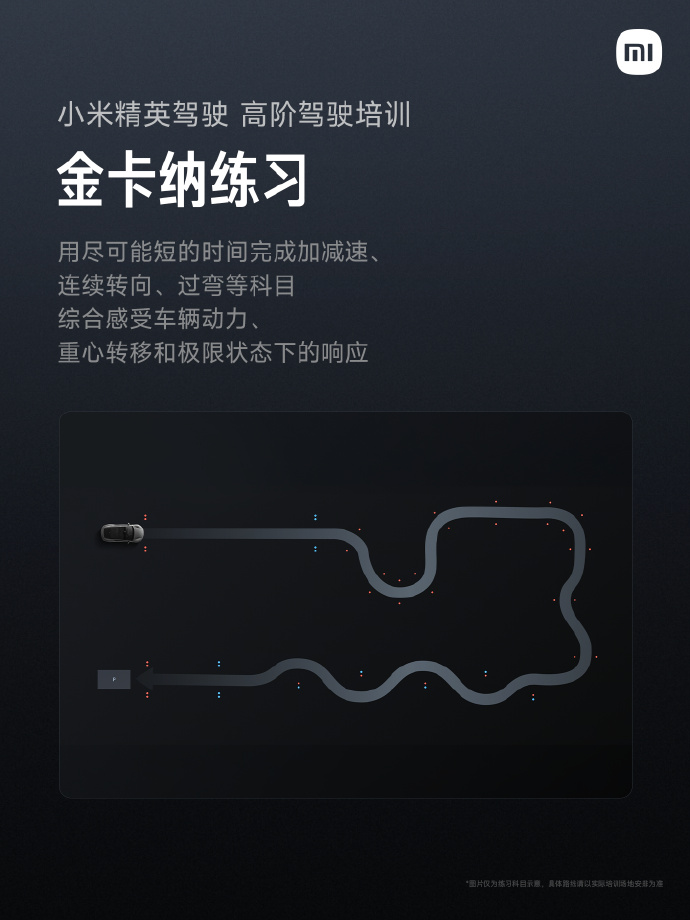 mi
小米精英驾驶 高阶驾驶培训
金卡纳练习
用尽可能短的时间完成加减速、
连续转向、过弯等科目
综合感受车辆动力、
重心转移和极限状态下的响应
P
*图片仅为练习科目示意，具体路线请以实际培训场地安排为准